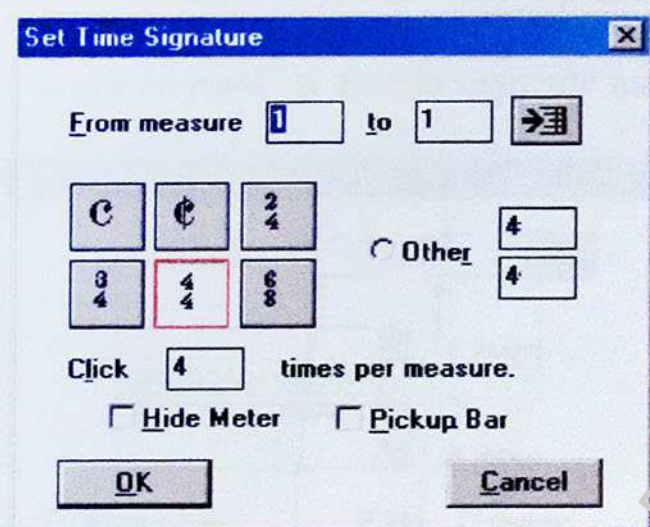 Set Time Signature
From measure 1 to 1
C ¢ 2/4
3/4 4/4 6/8
Other 4
4
Click 4 times per measure.
Hide Meter Pickup Bar
OK Cancel